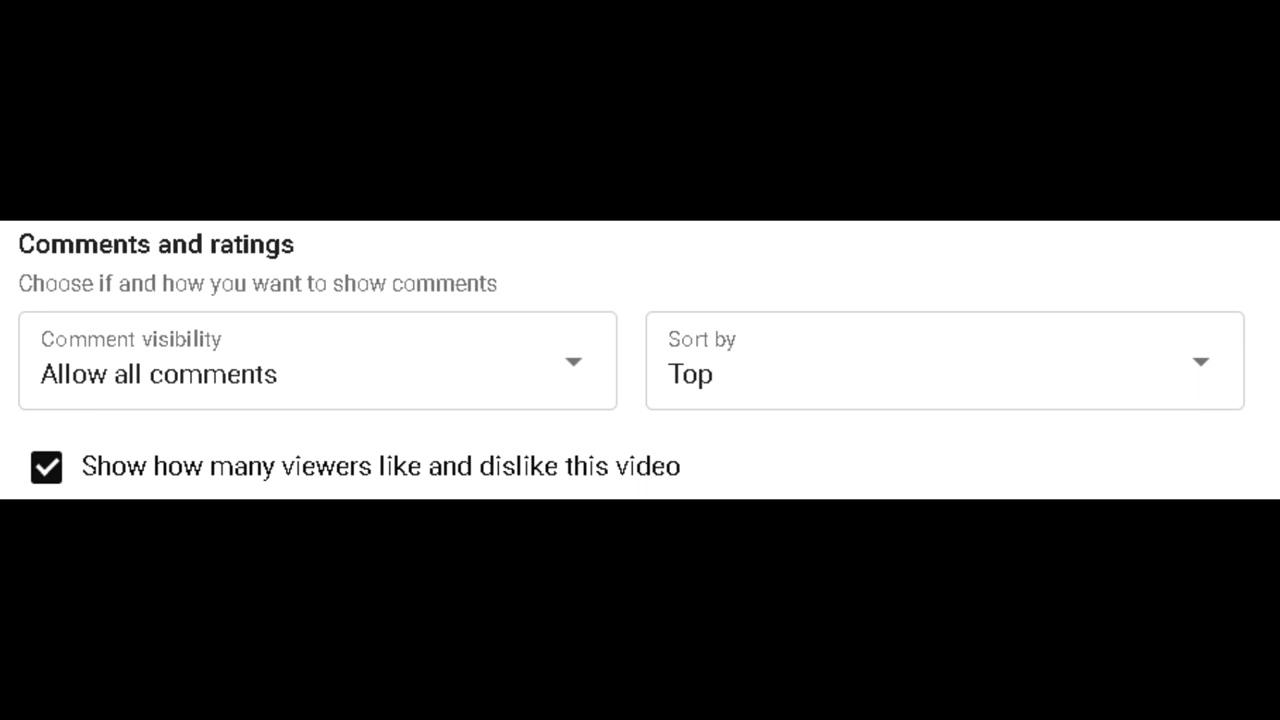 Comments and ratings
Choose if and how you want to show comments
Comment visibility
Allow all comments
Sort by
Top
Show how many viewers like and dislike this video